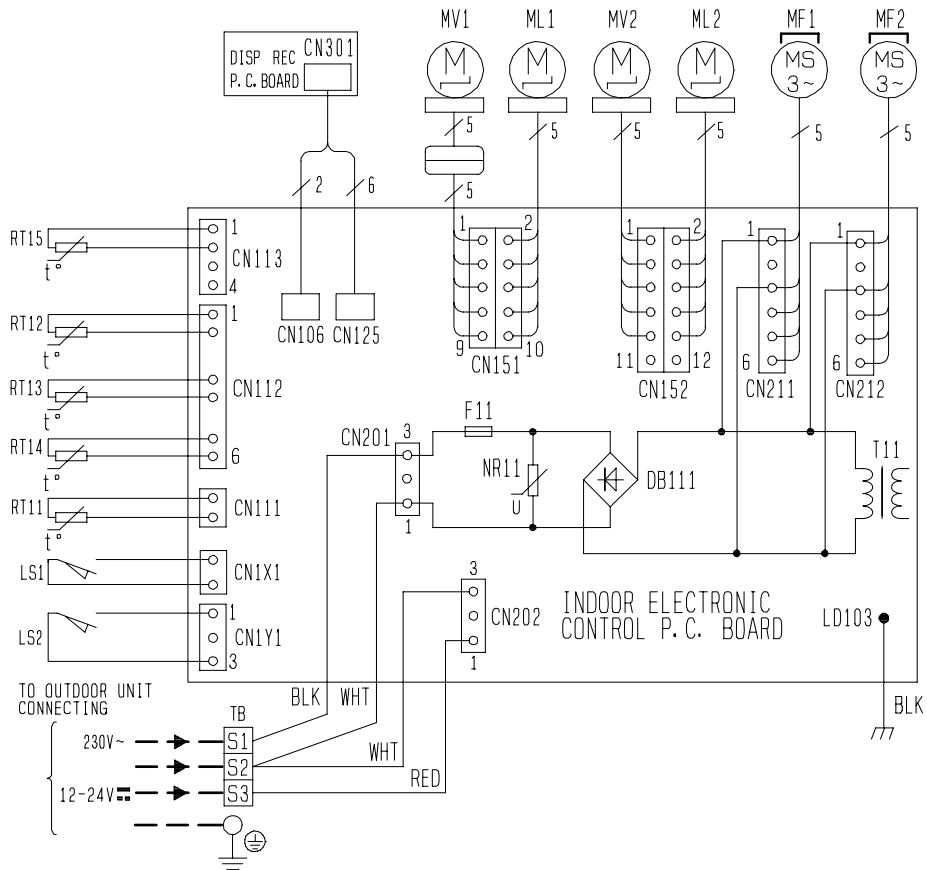 MV1 ML1 MV2 ML2 MF1 MF2
DISP REC CN301
P. C. BOARD
M M M M MS MS
3~ 3~
5 5 5 5 5 5
5
2 6
RT15
t°
1
CN113
4
CN106 CN125
1 2
9 10
CN151
1 2
11 12
CN152
1
6
CN211
1
6
CN212
RT12
t°
1
RT13
t°
CN112
RT14
t°
6
RT11
t°
CN111
LS1
CN1X1
LS2
1
CN1Y1
3
CN201
3
1
F11
NR11
U
DB111
T11
3
CN202
1
INDOOR ELECTRONIC
CONTROL P. C. BOARD
LD103
BLK
TO OUTDOOR UNIT
CONNECTING
TB
BLK WHT
230V~
S1
S2
WHT
12-24V
S3
RED